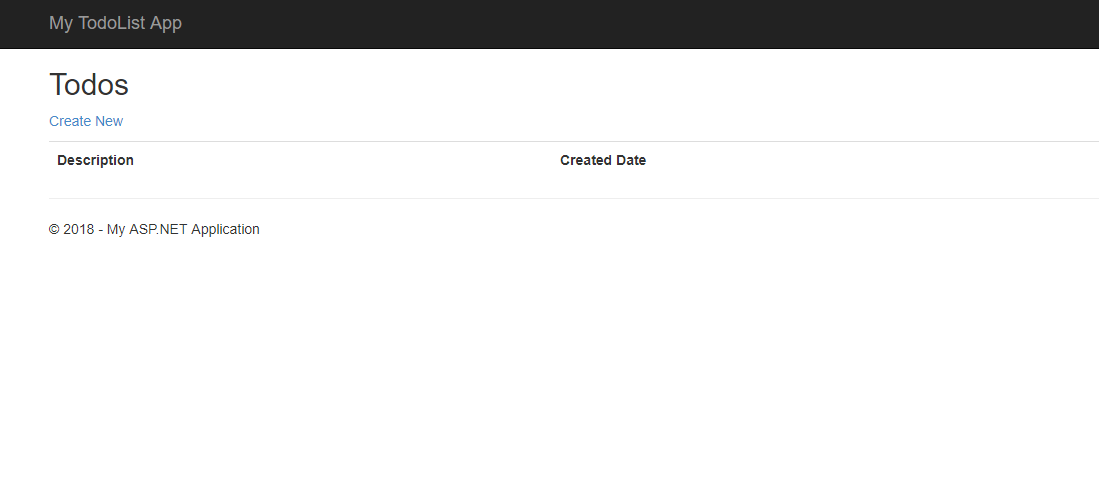 My TodoList App
Todos
Create New
Description Created Date
© 2018 - My ASP.NET Application